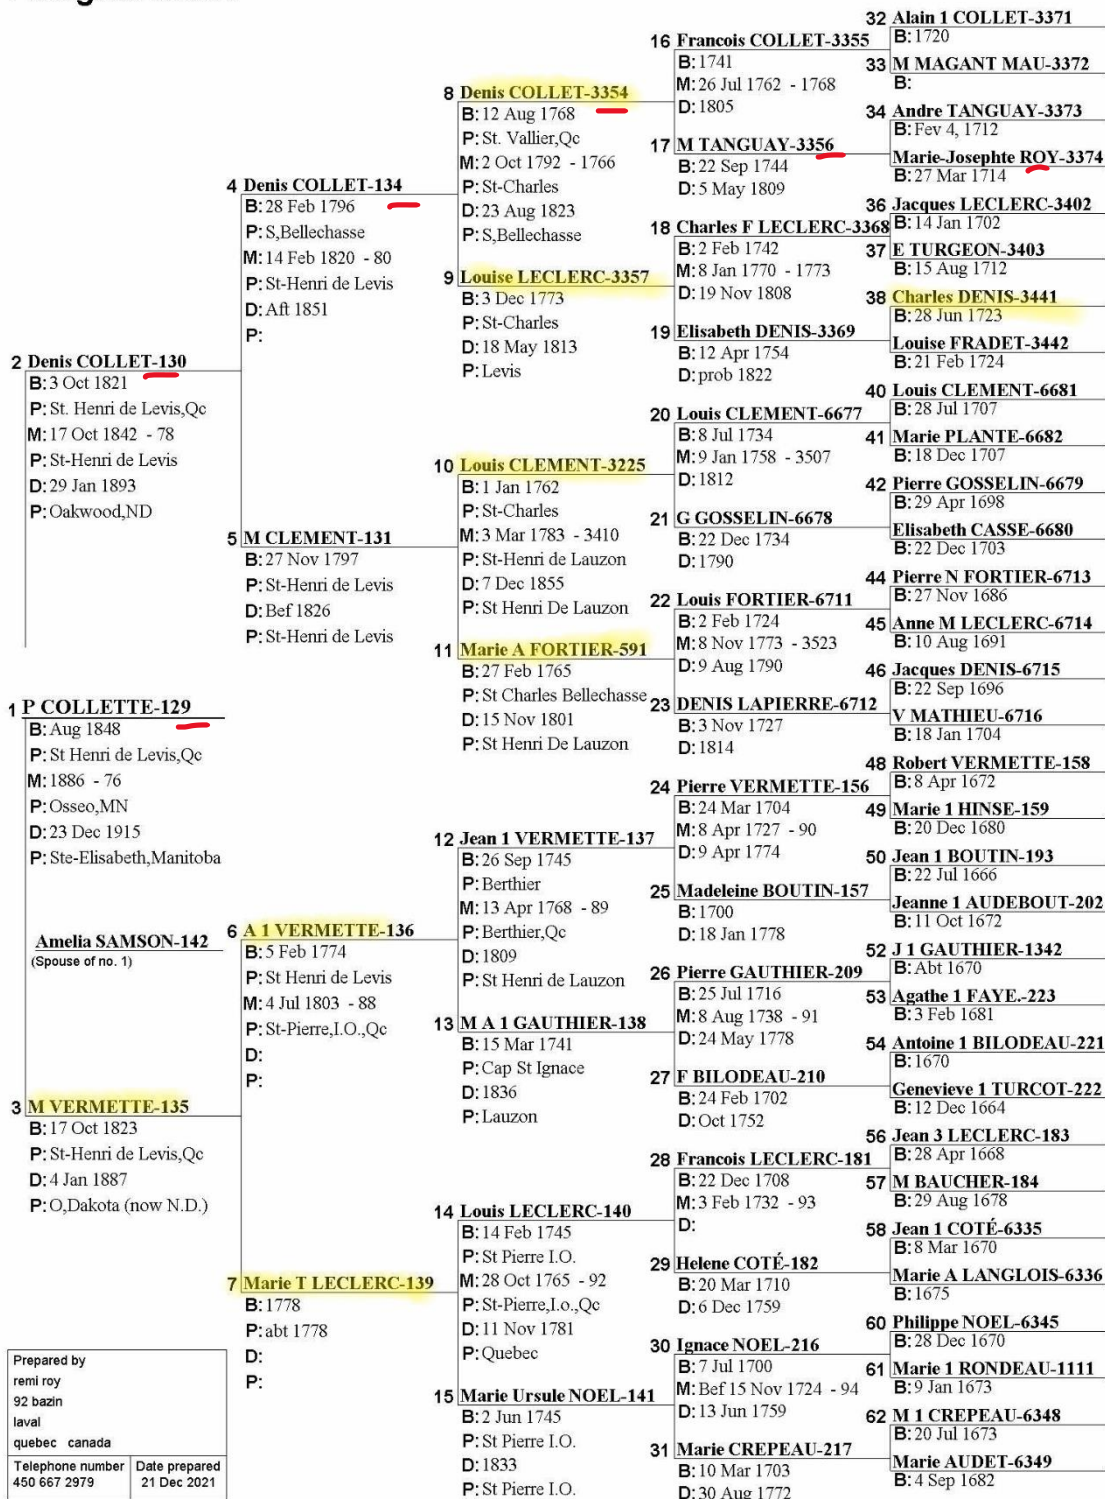 2 Denis COLLET-130
B: 3 Oct 1821
P: St. Henri de Levis,Qc
M: 17 Oct 1842 - 78
P: St-Henri de Levis
D: 29 Jan 1893
P: Oakwood,ND
1 P COLLETTE-129
B: Aug 1848
P: St Henri de Levis,Qc
M: 1886 - 76
P: Osseo,MN
D: 23 Dec 1915
P: Ste-Elisabeth,Manitoba
Amelia SAMSON-142
(Spouse of no. 1)
3 M VERMETTE-135
B: 17 Oct 1823
P: St-Henri de Levis,Qc
D: 4 Jan 1887
P: O,Dakota (now N.D.)
Prepared by
remi roy
92 bazin
laval
quebec canada
Telephone number
450 667 2979
Date prepared
21 Dec 2021
4 Denis COLLET-134
B: 28 Feb 1796
P: S,Bellechasse
M: 14 Feb 1820 - 80
P: St-Henri de Levis
D: Aft 1851
P:
5 M CLEMENT-131
B: 27 Nov 1797
P: St-Henri de Levis
D: Bef 1826
P: St-Henri de Levis
6 A 1 VERMETTE-136
B: 5 Feb 1774
P: St Henri de Levis
M: 4 Jul 1803 - 88
P: St-Pierre,I.O.,Qc
D:
P:
7 Marie T LECLERC-139
B: 1778
P: abt 1778
D:
P:
8 Denis COLLET-3354
B: 12 Aug 1768
P: St. Vallier,Qc
M: 2 Oct 1792 - 1766
P: St-Charles
D: 23 Aug 1823
P: S,Bellechasse
9 Louise LECLERC-3357
B: 3 Dec 1773
P: St-Charles
D: 18 May 1813
P: Levis
10 Louis CLEMENT-3225
B: 1 Jan 1762
P: St-Charles
M: 3 Mar 1783 - 3410
P: St-Henri de Lauzon
D: 7 Dec 1855
P: St Henri De Lauzon
11 Marie A FORTIER-591
B: 27 Feb 1765
P: St Charles Bellechasse
D: 15 Nov 1801
P: St Henri De Lauzon
12 Jean 1 VERMETTE-137
B: 26 Sep 1745
P: Berthier
M: 13 Apr 1768 - 89
P: Berthier,Qc
D: 1809
P: St Henri de Lauzon
13 M A 1 GAUTHIER-138
B: 15 Mar 1741
P: Cap St Ignace
D: 1836
P: Lauzon
14 Louis LECLERC-140
B: 14 Feb 1745
P: St Pierre I.O.
M: 28 Oct 1765 - 92
P: St-Pierre,I.o.,Qc
D: 11 Nov 1781
P: Quebec
15 Marie Ursule NOEL-141
B: 2 Jun 1745
P: St Pierre I.O.
D: 1833
P: St Pierre I.O.
16 Francois COLLET-3355
B: 1741
M: 26 Jul 1762 - 1768
D: 1805
17 M TANGUAY-3356
B: 22 Sep 1744
D: 5 May 1809
18 Charles F LECLERC-3368
B: 2 Feb 1742
M: 8 Jan 1770 - 1773
D: 19 Nov 1808
19 Elisabeth DENIS-3369
B: 12 Apr 1754
D: prob 1822
20 Louis CLEMENT-6677
B: 8 Jul 1734
M: 9 Jan 1758 - 3507
D: 1812
21 G GOSSELIN-6678
B: 22 Dec 1734
D: 1790
22 Louis FORTIER-6711
B: 2 Feb 1724
M: 8 Nov 1773 - 3523
D: 9 Aug 1790
23 DENIS LAPIERRE-6712
B: 3 Nov 1727
D: 1814
24 Pierre VERMETTE-156
B: 24 Mar 1704
M: 8 Apr 1727 - 90
D: 9 Apr 1774
25 Madeleine BOUTIN-157
B: 1700
D: 18 Jan 1778
26 Pierre GAUTHIER-209
B: 25 Jul 1716
M: 8 Aug 1738 - 91
D: 24 May 1778
27 F BILODEAU-210
B: 24 Feb 1702
D: Oct 1752
28 Francois LECLERC-181
B: 22 Dec 1708
M: 3 Feb 1732 - 93
D:
29 Helene COTÉ-182
B: 20 Mar 1710
D: 6 Dec 1759
30 Ignace NOEL-216
B: 7 Jul 1700
M: Bef 15 Nov 1724 - 94
D: 13 Jun 1759
31 Marie CREPEAU-217
B: 10 Mar 1703
D: 30 Aug 1772
32 Alain 1 COLLET-3371
B: 1720
33 M MAGANT MAU-3372
B:
34 Andre TANGUAY-3373
B: Fev 4, 1712
Marie-Josephte ROY-3374
B: 27 Mar 1714
36 Jacques LECLERC-3402
B: 14 Jan 1702
37 E TURGEON-3403
B: 15 Aug 1712
38 Charles DENIS-3441
B: 28 Jun 1723
Louise FRADET-3442
B: 21 Feb 1724
40 Louis CLEMENT-6681
B: 28 Jul 1707
41 Marie PLANTE-6682
B: 18 Dec 1707
42 Pierre GOSSELIN-6679
B: 29 Apr 1698
Elisabeth CASSE-6680
B: 22 Dec 1703
44 Pierre N FORTIER-6713
B: 27 Nov 1686
45 Anne M LECLERC-6714
B: 10 Aug 1691
46 Jacques DENIS-6715
B: 22 Sep 1696
V MATHIEU-6716
B: 18 Jan 1704
48 Robert VERMETTE-158
B: 8 Apr 1672
49 Marie 1 HINSE-159
B: 20 Dec 1680
50 Jean 1 BOUTIN-193
B: 22 Jul 1666
Jeanne 1 AUDEBOUT-202
B: 11 Oct 1672
52 J 1 GAUTHIER-1342
B: Abt 1670
53 Agathe 1 FAYE.-223
B: 3 Feb 1681
54 Antoine 1 BILODEAU-221
B: 1670
Genevieve 1 TURCOT-222
B: 12 Dec 1664
56 Jean 3 LECLERC-183
B: 28 Apr 1668
57 M BAUCHER-184
B: 29 Aug 1678
58 Jean 1 COTÉ-6335
B: 8 Mar 1670
Marie A LANGLOIS-6336
B: 1675
60 Philippe NOEL-6345
B: 28 Dec 1670
61 Marie 1 RONDEAU-1111
B: 9 Jan 1673
62 M 1 CREPEAU-6348
B: 20 Jul 1673
Marie AUDET-6349
B: 4 Sep 1682